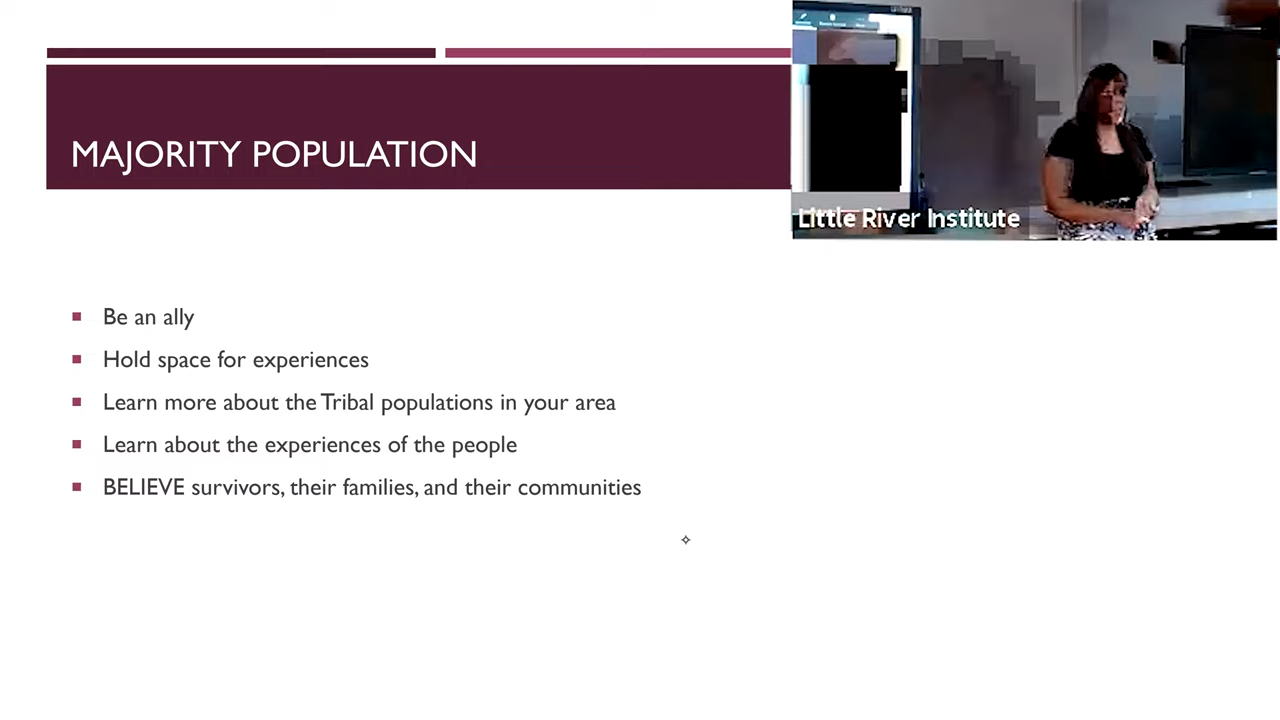 MAJORITY POPULATION
Little River Institute
Be an ally
Hold space for experiences
Learn more about the Tribal populations in your area
Learn about the experiences of the people
BELIEVE survivors, their families, and their communities